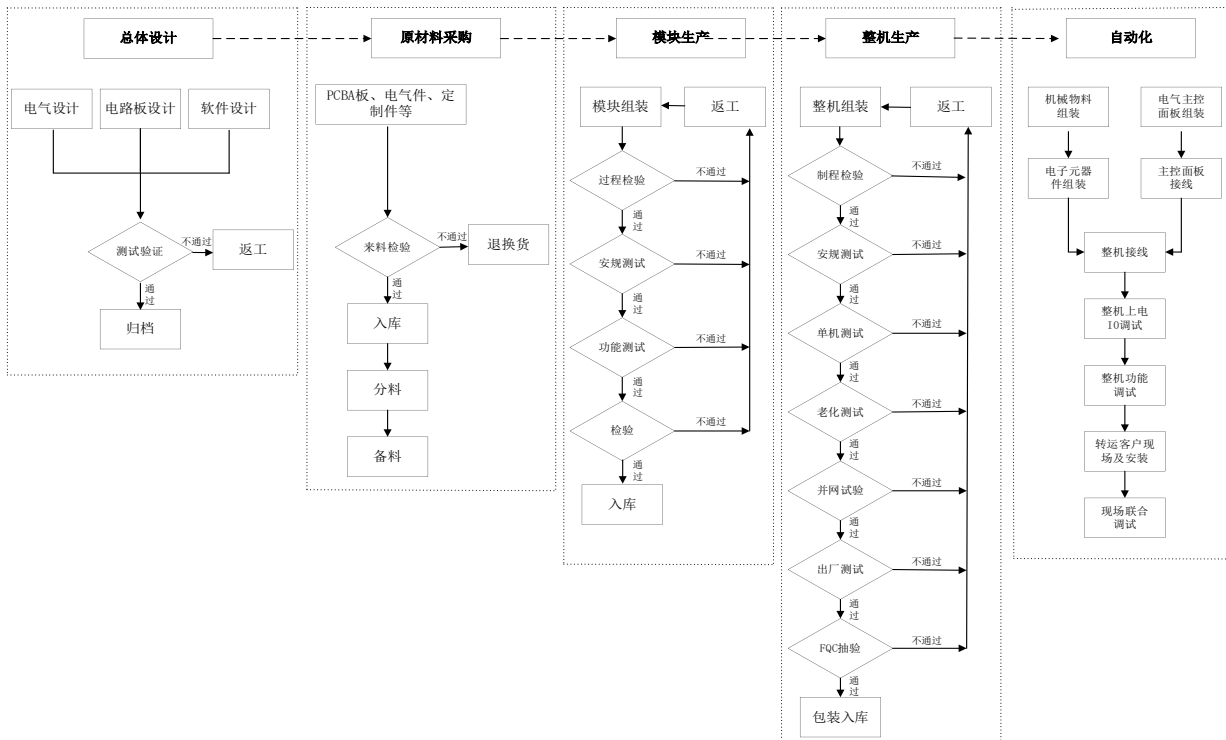 总体设计
原材料采购
模块生产
整机生产
自动化
电气设计
电路板设计
软件设计
测试验证
不通过
返工
通过
归档
PCBA板、电气件、定
制件等
来料检验
不通过
退换货
通过
入库
分料
备料
模块组装
返工
过程检验
不通过
通过
安规测试
不通过
通过
功能测试
不通过
通过
检验
不通过
通过
入库
整机组装
返工
制程检验
不通过
通过
安规测试
不通过
通过
单机测试
不通过
通过
老化测试
不通过
通过
并网试验
不通过
通过
出厂测试
不通过
通过
FQC抽验
不通过
通过
包装入库
机械物料
组装
电气主控
面板组装
电子元器
件组装
主控面板
接线
整机接线
整机上电
IO调试
整机功能
调试
转运客户现
场及安装
现场联合
调试